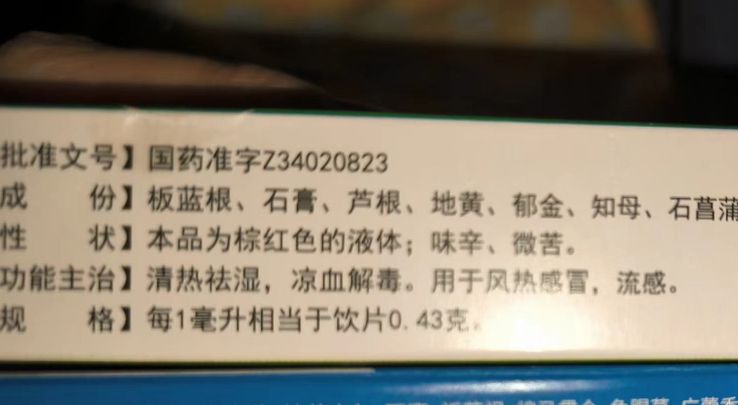 批准文号】国药准字Z34020823
成　　份】板蓝根、石膏、芦根、地黄、郁金、知母、石菖蒲
性　　状】本品为棕红色的液体；味辛、微苦。
功能主治】清热祛湿，凉血解毒。用于风热感冒，流感。
规　　格】每1毫升相当于饮片0.43克。